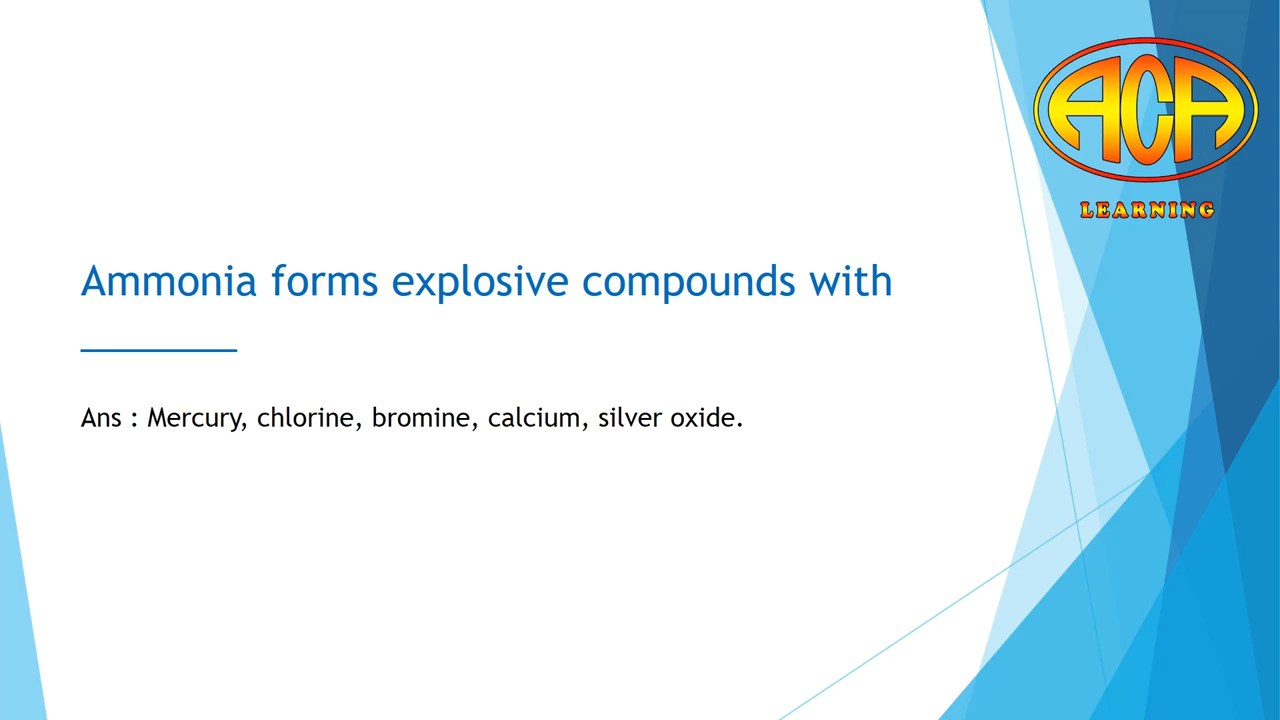 ACA
LEARNING
Ammonia forms explosive compounds with
________
Ans : Mercury, chlorine, bromine, calcium, silver oxide.